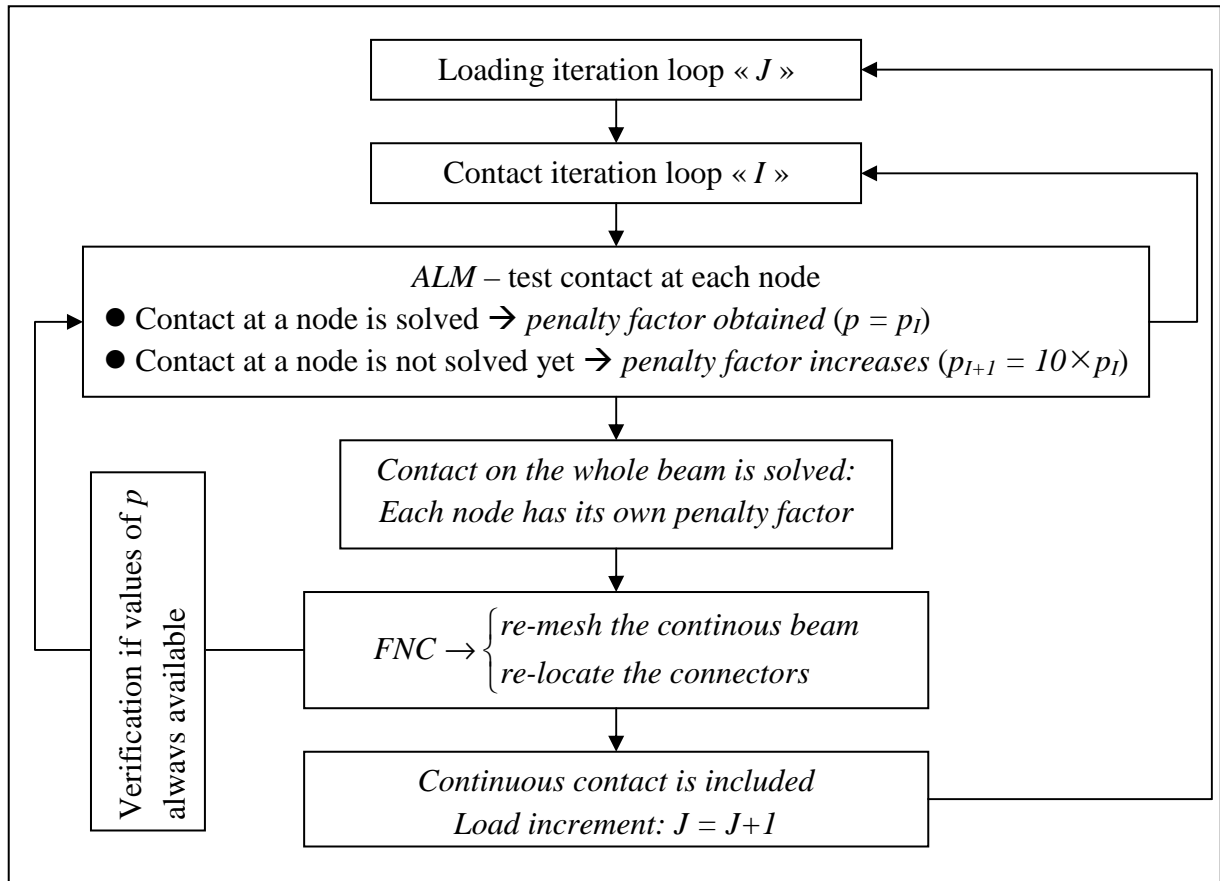 Loading iteration loop « J »
Contact iteration loop « I »
ALM – test contact at each node
● Contact at a node is solved → penalty factor obtained (p = pI)
● Contact at a node is not solved yet → penalty factor increases (pI+1 = 10×pI)
Contact on the whole beam is solved:
Each node has its own penalty factor
Verification if values of p
always available
FNC → { re-mesh the continous beam
re-locate the connectors
Continuous contact is included
Load increment: J = J+1